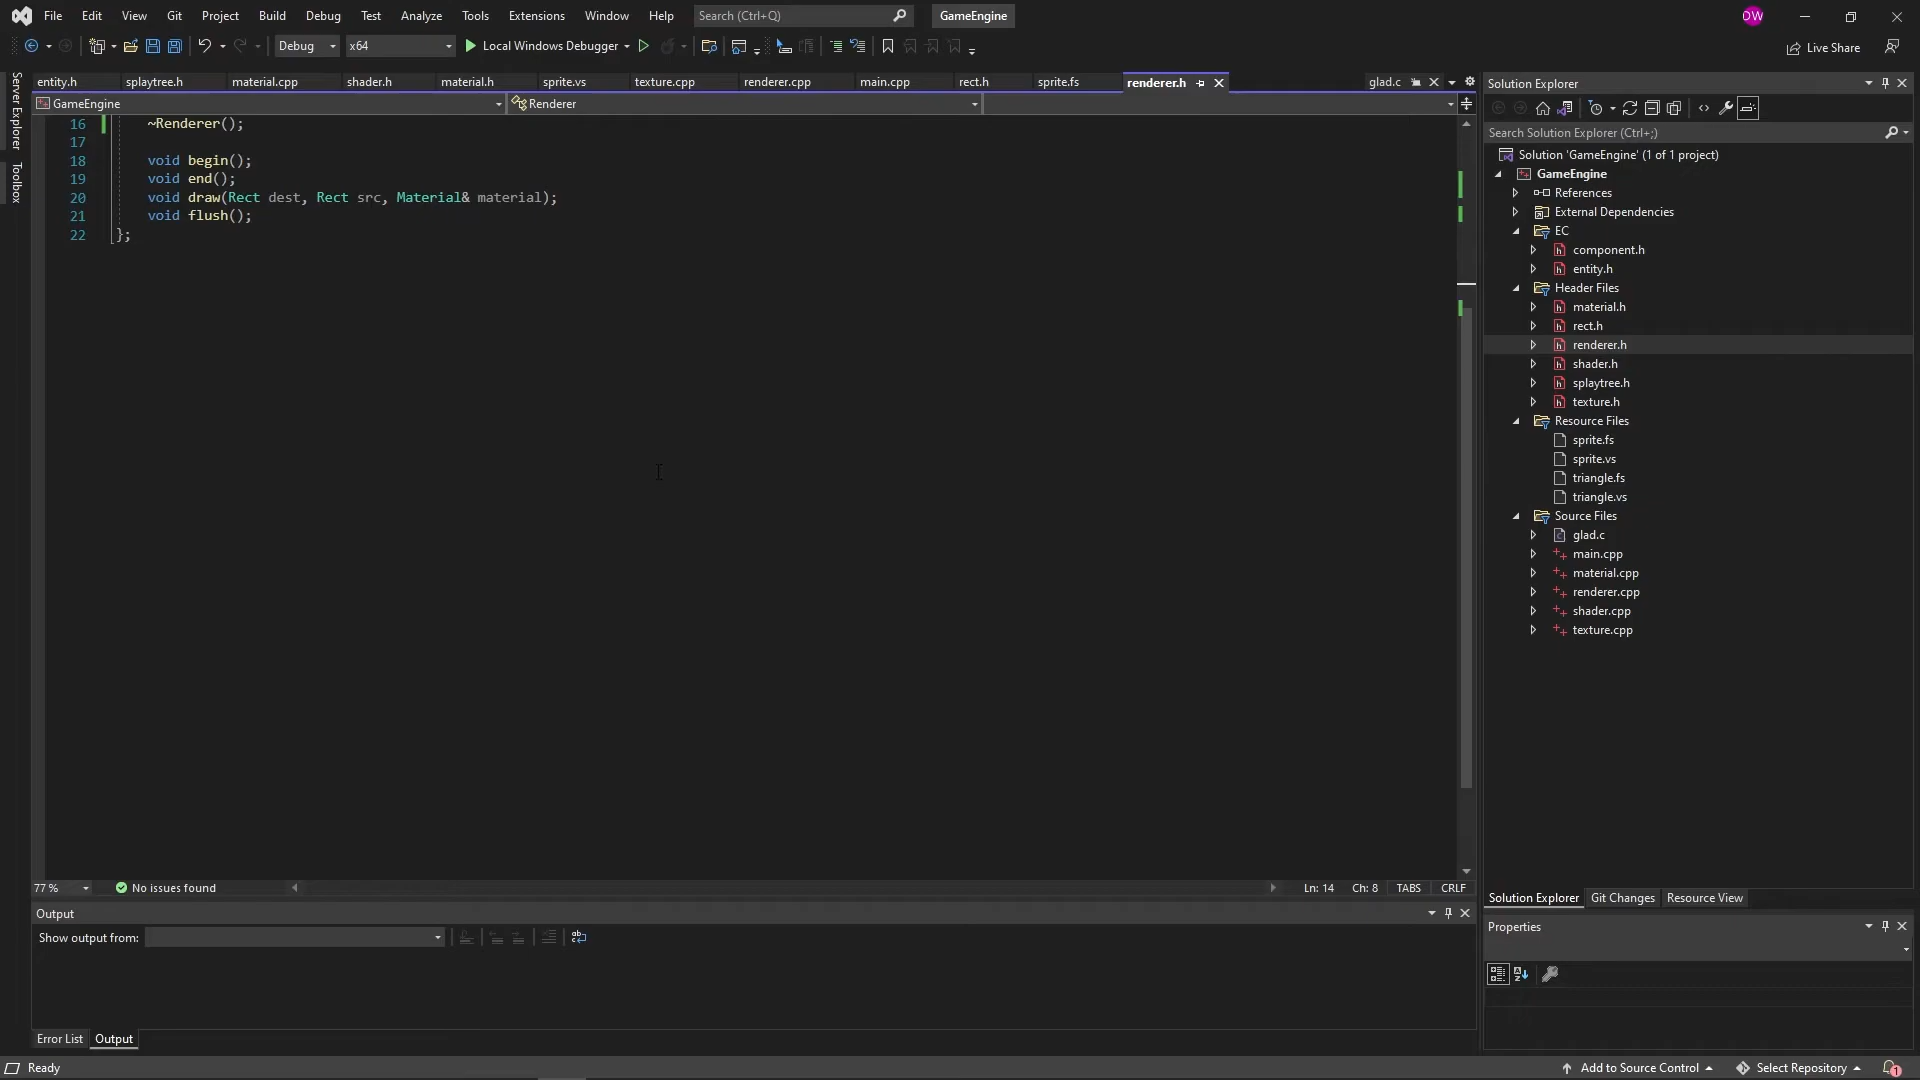 File Edit View Git Project Build Debug Test Analyze Tools Extensions Window Help Search (Ctrl+Q) GameEngine DW
Debug x64 Local Windows Debugger Live Share
entity.h splaytree.h material.cpp shader.h material.h sprite.vs texture.cpp renderer.cpp main.cpp rect.h sprite.fs renderer.h glad.c
GameEngine Renderer
Server Explorer
Toolbox
16 ~Renderer();
17
18 void begin();
19 void end();
20 void draw(Rect dest, Rect src, Material& material);
21 void flush();
22 };
77 % No issues found Ln: 14 Ch: 8 TABS CRLF
Output
Show output from:
Error List Output
Solution Explorer
Search Solution Explorer (Ctrl+;)
Solution 'GameEngine' (1 of 1 project)
GameEngine
References
External Dependencies
EC
component.h
entity.h
Header Files
material.h
rect.h
renderer.h
shader.h
splaytree.h
texture.h
Resource Files
sprite.fs
sprite.vs
triangle.fs
triangle.vs
Source Files
glad.c
main.cpp
material.cpp
renderer.cpp
shader.cpp
texture.cpp
Solution Explorer Git Changes Resource View
Properties
Ready Add to Source Control Select Repository 1